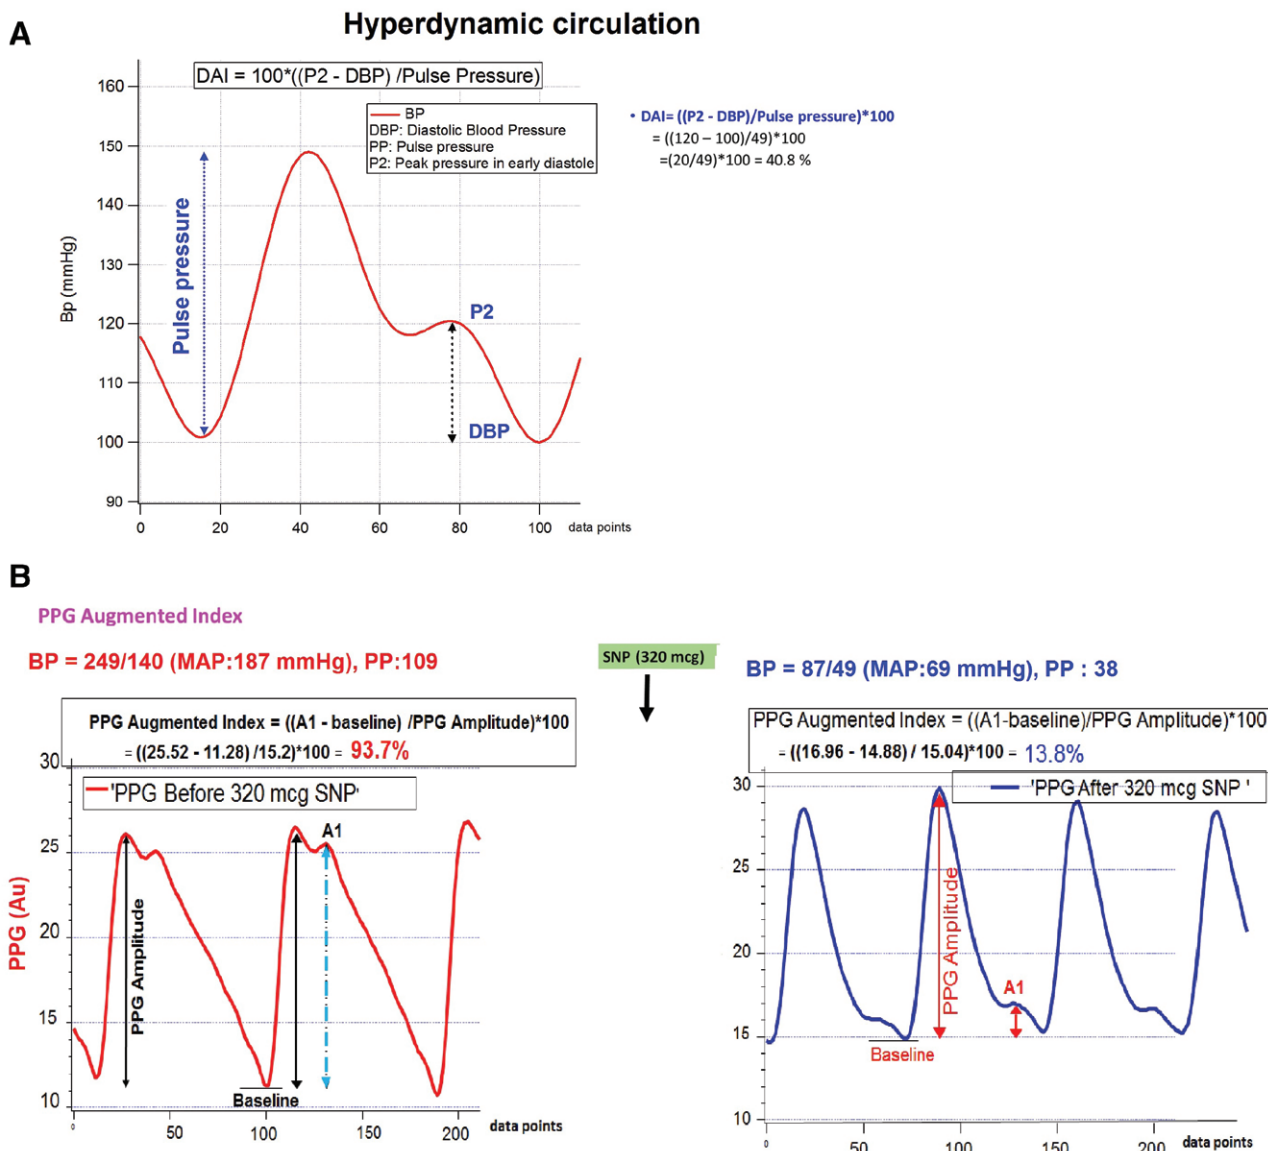 Hyperdynamic circulation
A
DAI = 100*((P2 - DBP) /Pulse Pressure)
BP
DBP: Diastolic Blood Pressure
PP: Pulse pressure
P2: Peak pressure in early diastole
• DAI= ((P2 - DBP)/Pulse pressure)*100
= ((120 – 100)/49)*100
=(20/49)*100 = 40.8 %
160
150
140
130
120
110
100
90
Bp (mmHg)
Pulse pressure
P2
DBP
0 20 40 60 80 100 data points
B
PPG Augmented Index
BP = 249/140 (MAP:187 mmHg), PP:109
SNP (320 mcg)
BP = 87/49 (MAP:69 mmHg), PP : 38
PPG Augmented Index = ((A1 - baseline) /PPG Amplitude)*100
= ((25.52 - 11.28) /15.2)*100 = 93.7%
'PPG Before 320 mcg SNP'
30
25
20
15
10
PPG (Au)
PPG Amplitude
A1
Baseline
0 50 100 150 200 data points
PPG Augmented Index = ((A1-baseline)/PPG Amplitude)*100
= ((16.96 - 14.88) / 15.04)*100 = 13.8%
'PPG After 320 mcg SNP '
30
25
20
15
10
PPG Amplitude
A1
Baseline
0 50 100 150 200 data points